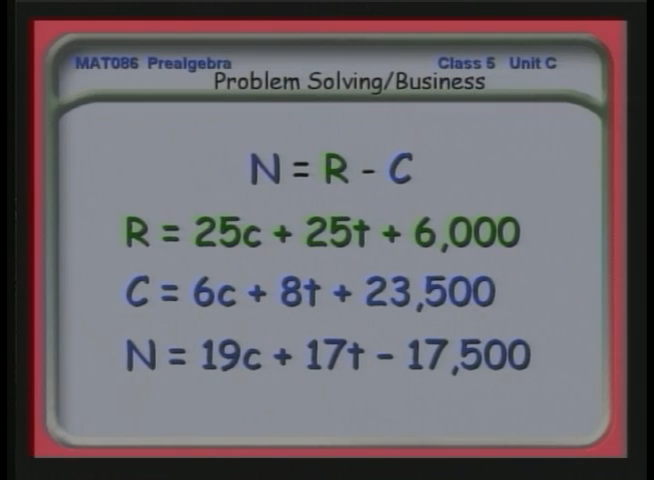 MAT086 Prealgebra Class 5 Unit C
Problem Solving/Business
N = R - C
R = 25c + 25t + 6,000
C = 6c + 8t + 23,500
N = 19c + 17t - 17,500